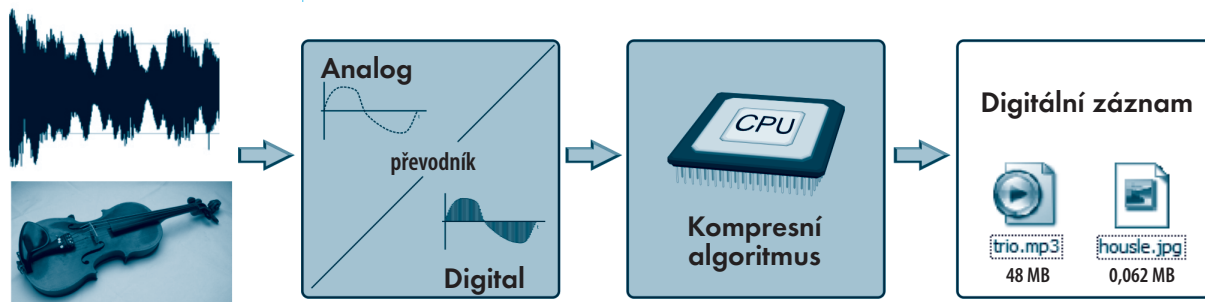 Analog
převodník
Digital
CPU
Kompresní
algoritmus
Digitální záznam
trio.mp3
housle.jpg
48 MB
0,062 MB